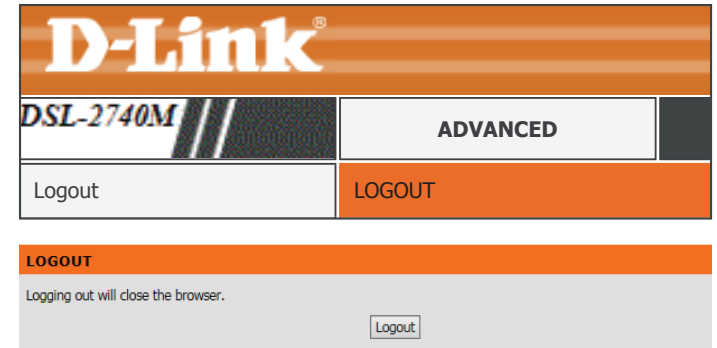 D-Link®
DSL-2740M
ADVANCED
Logout
LOGOUT
LOGOUT
Logging out will close the browser.
Logout